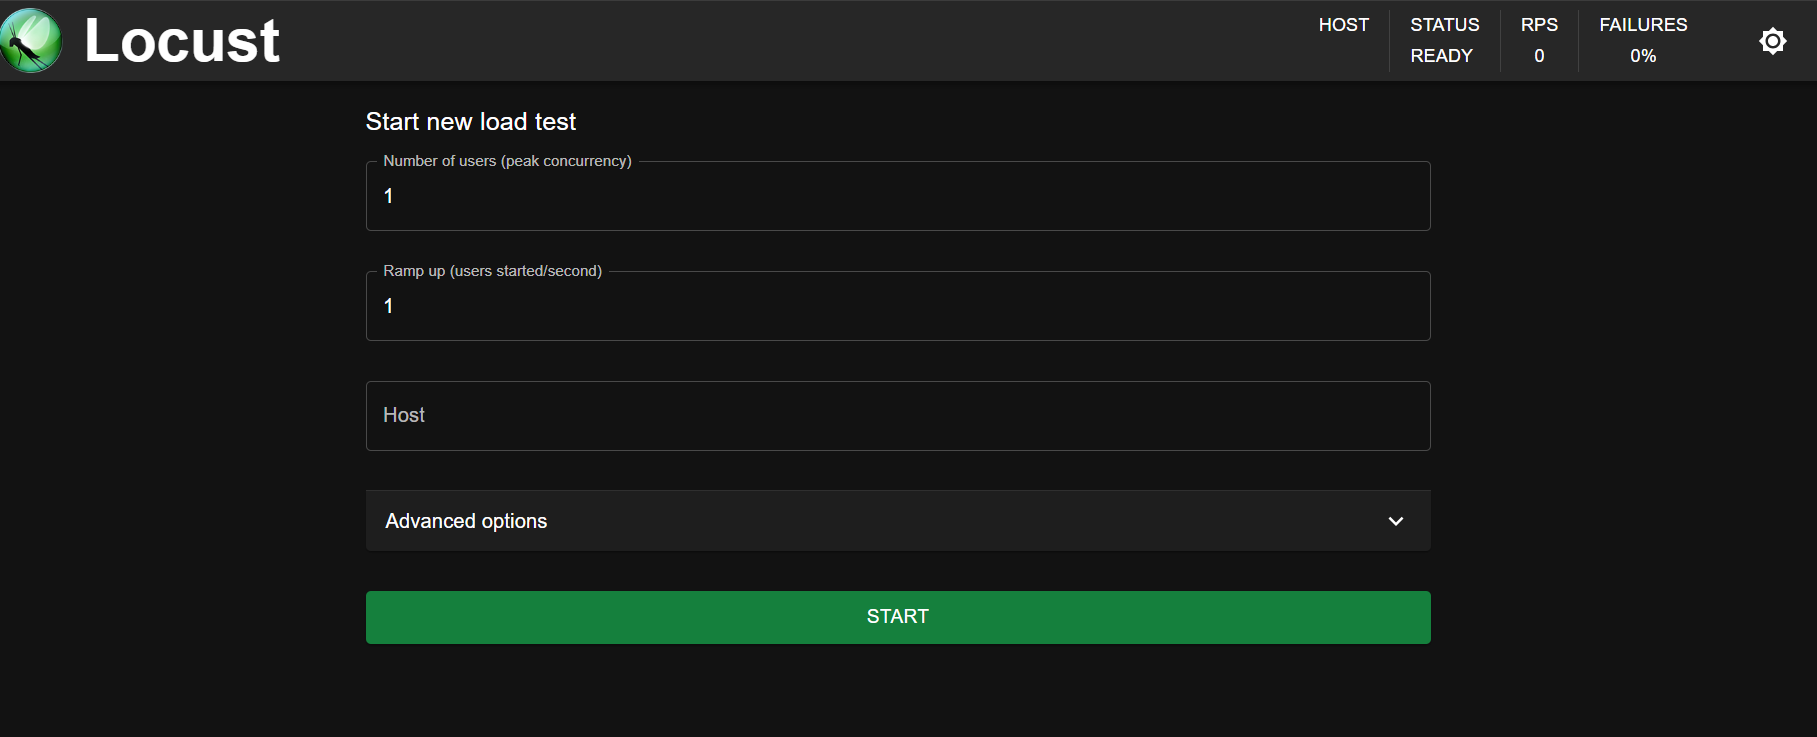 Locust
HOST
STATUS
READY
RPS
0
FAILURES
0%
Start new load test
Number of users (peak concurrency)
1
Ramp up (users started/second)
1
Host
Advanced options
START